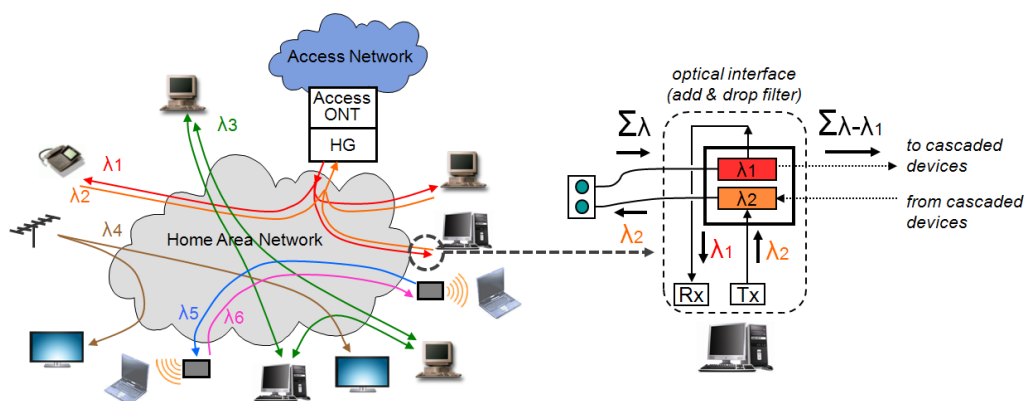 Access Network
Access
ONT
HG
λ3
λ1
λ2
λ4
Home Area Network
λ5
λ6
optical interface
(add & drop filter)
Σλ
Σλ-λ1
to cascaded
devices
λ1
λ2
from cascaded
devices
λ2
λ1
λ2
Rx
Tx